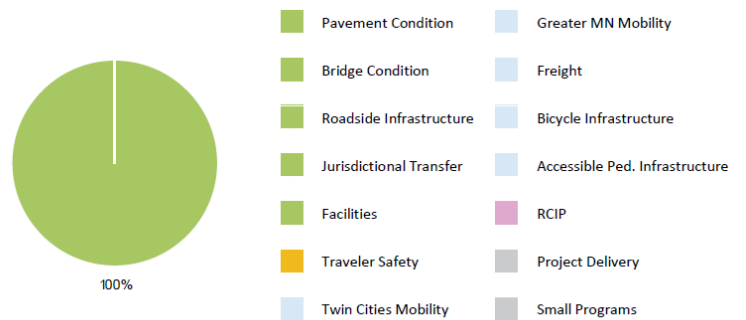 Pavement Condition
Bridge Condition
Roadside Infrastructure
Jurisdictional Transfer
Facilities
Traveler Safety
Twin Cities Mobility
Greater MN Mobility
Freight
Bicycle Infrastructure
Accessible Ped. Infrastructure
RCIP
Project Delivery
Small Programs
100%